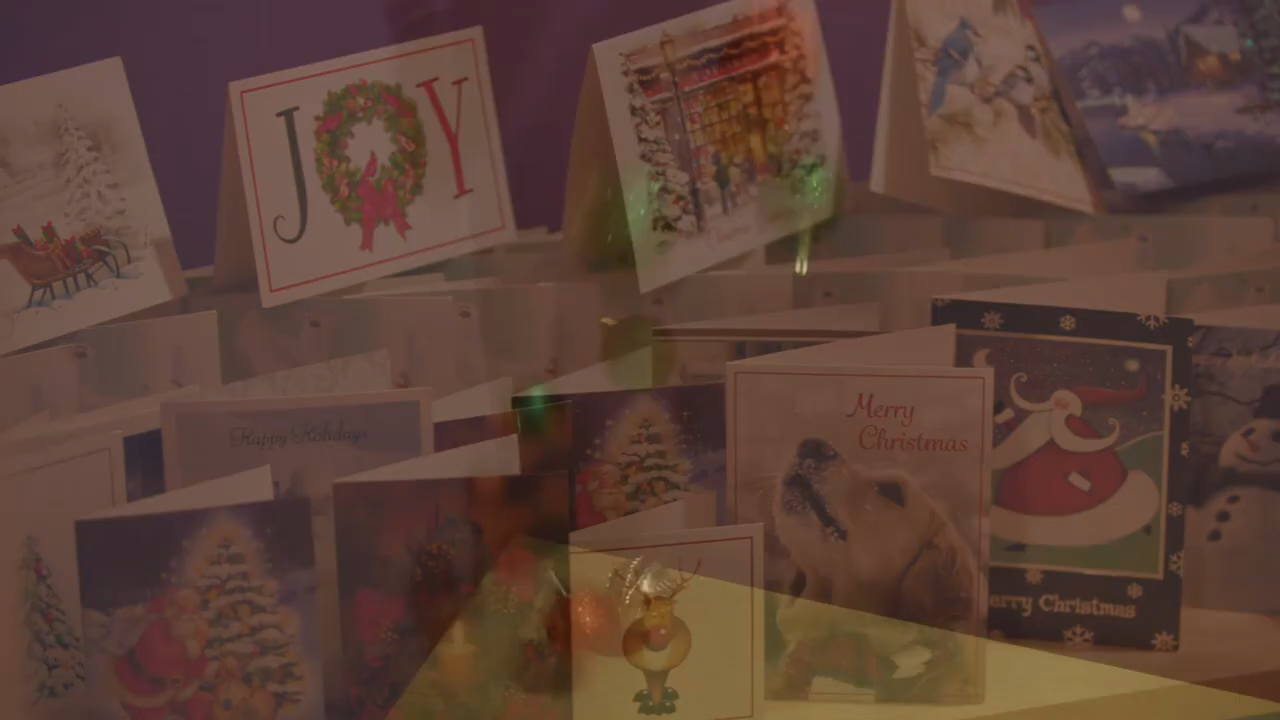 JOY
Happy Holidays
Merry
Christmas
erry Christmas